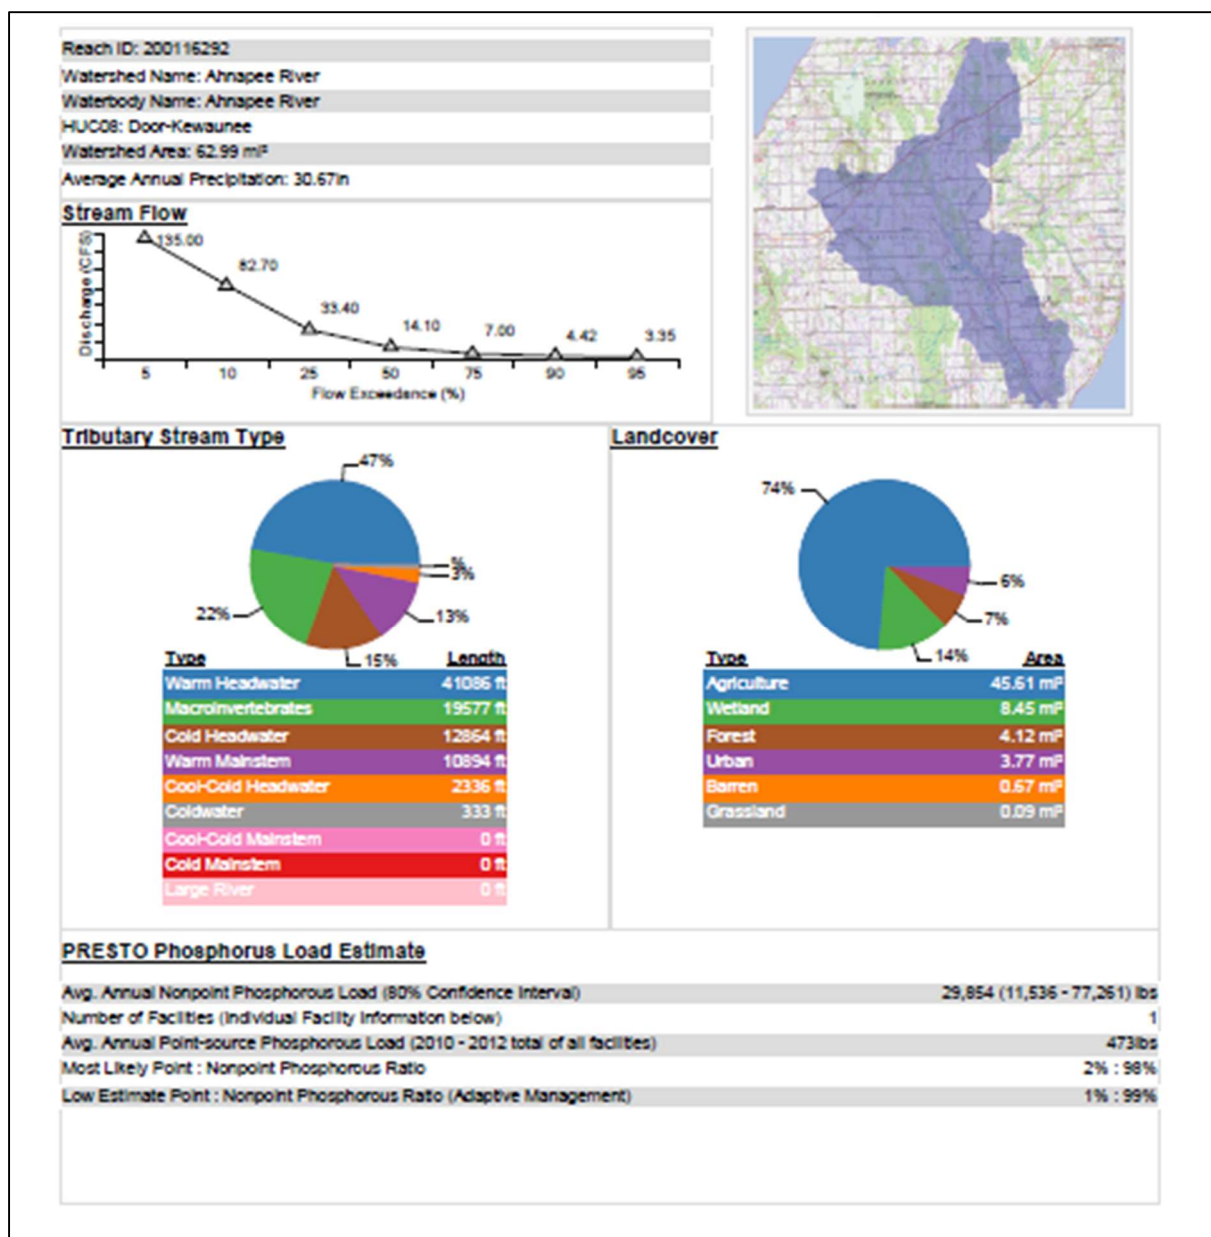 Reach ID: 200116292
Watershed Name: Ahnapee River
Waterbody Name: Ahnapee River
HUC08: Door-Kewaunee
Watershed Area: 62.99 mi²
Average Annual Precipitation: 30.67in
Stream Flow
Discharge (CFS)
135.00
82.70
33.40
14.10
7.00
4.42
3.35
5 10 25 50 75 90 95
Flow Exceedance (%)
Tributary Stream Type
47%
%
3%
13%
15%
22%
Type Length
Warm Headwater 41086 ft
Macroinvertebrates 19577 ft
Cold Headwater 12864 ft
Warm Mainstem 10894 ft
Cool-Cold Headwater 2336 ft
Coldwater 333 ft
Cool-Cold Mainstem 0 ft
Cold Mainstem 0 ft
Large River 0 ft
Landcover
74%
6%
7%
14%
Type Area
Agriculture 45.61 mi²
Wetland 8.45 mi²
Forest 4.12 mi²
Urban 3.77 mi²
Barren 0.67 mi²
Grassland 0.09 mi²
PRESTO Phosphorus Load Estimate
Avg. Annual Nonpoint Phosphorous Load (80% Confidence Interval) 29,854 (11,536 - 77,261) lbs
Number of Facilities (Individual Facility Information below) 1
Avg. Annual Point-source Phosphorous Load (2010 - 2012 total of all facilities) 473lbs
Most Likely Point : Nonpoint Phosphorous Ratio 2% : 98%
Low Estimate Point : Nonpoint Phosphorous Ratio (Adaptive Management) 1% : 99%